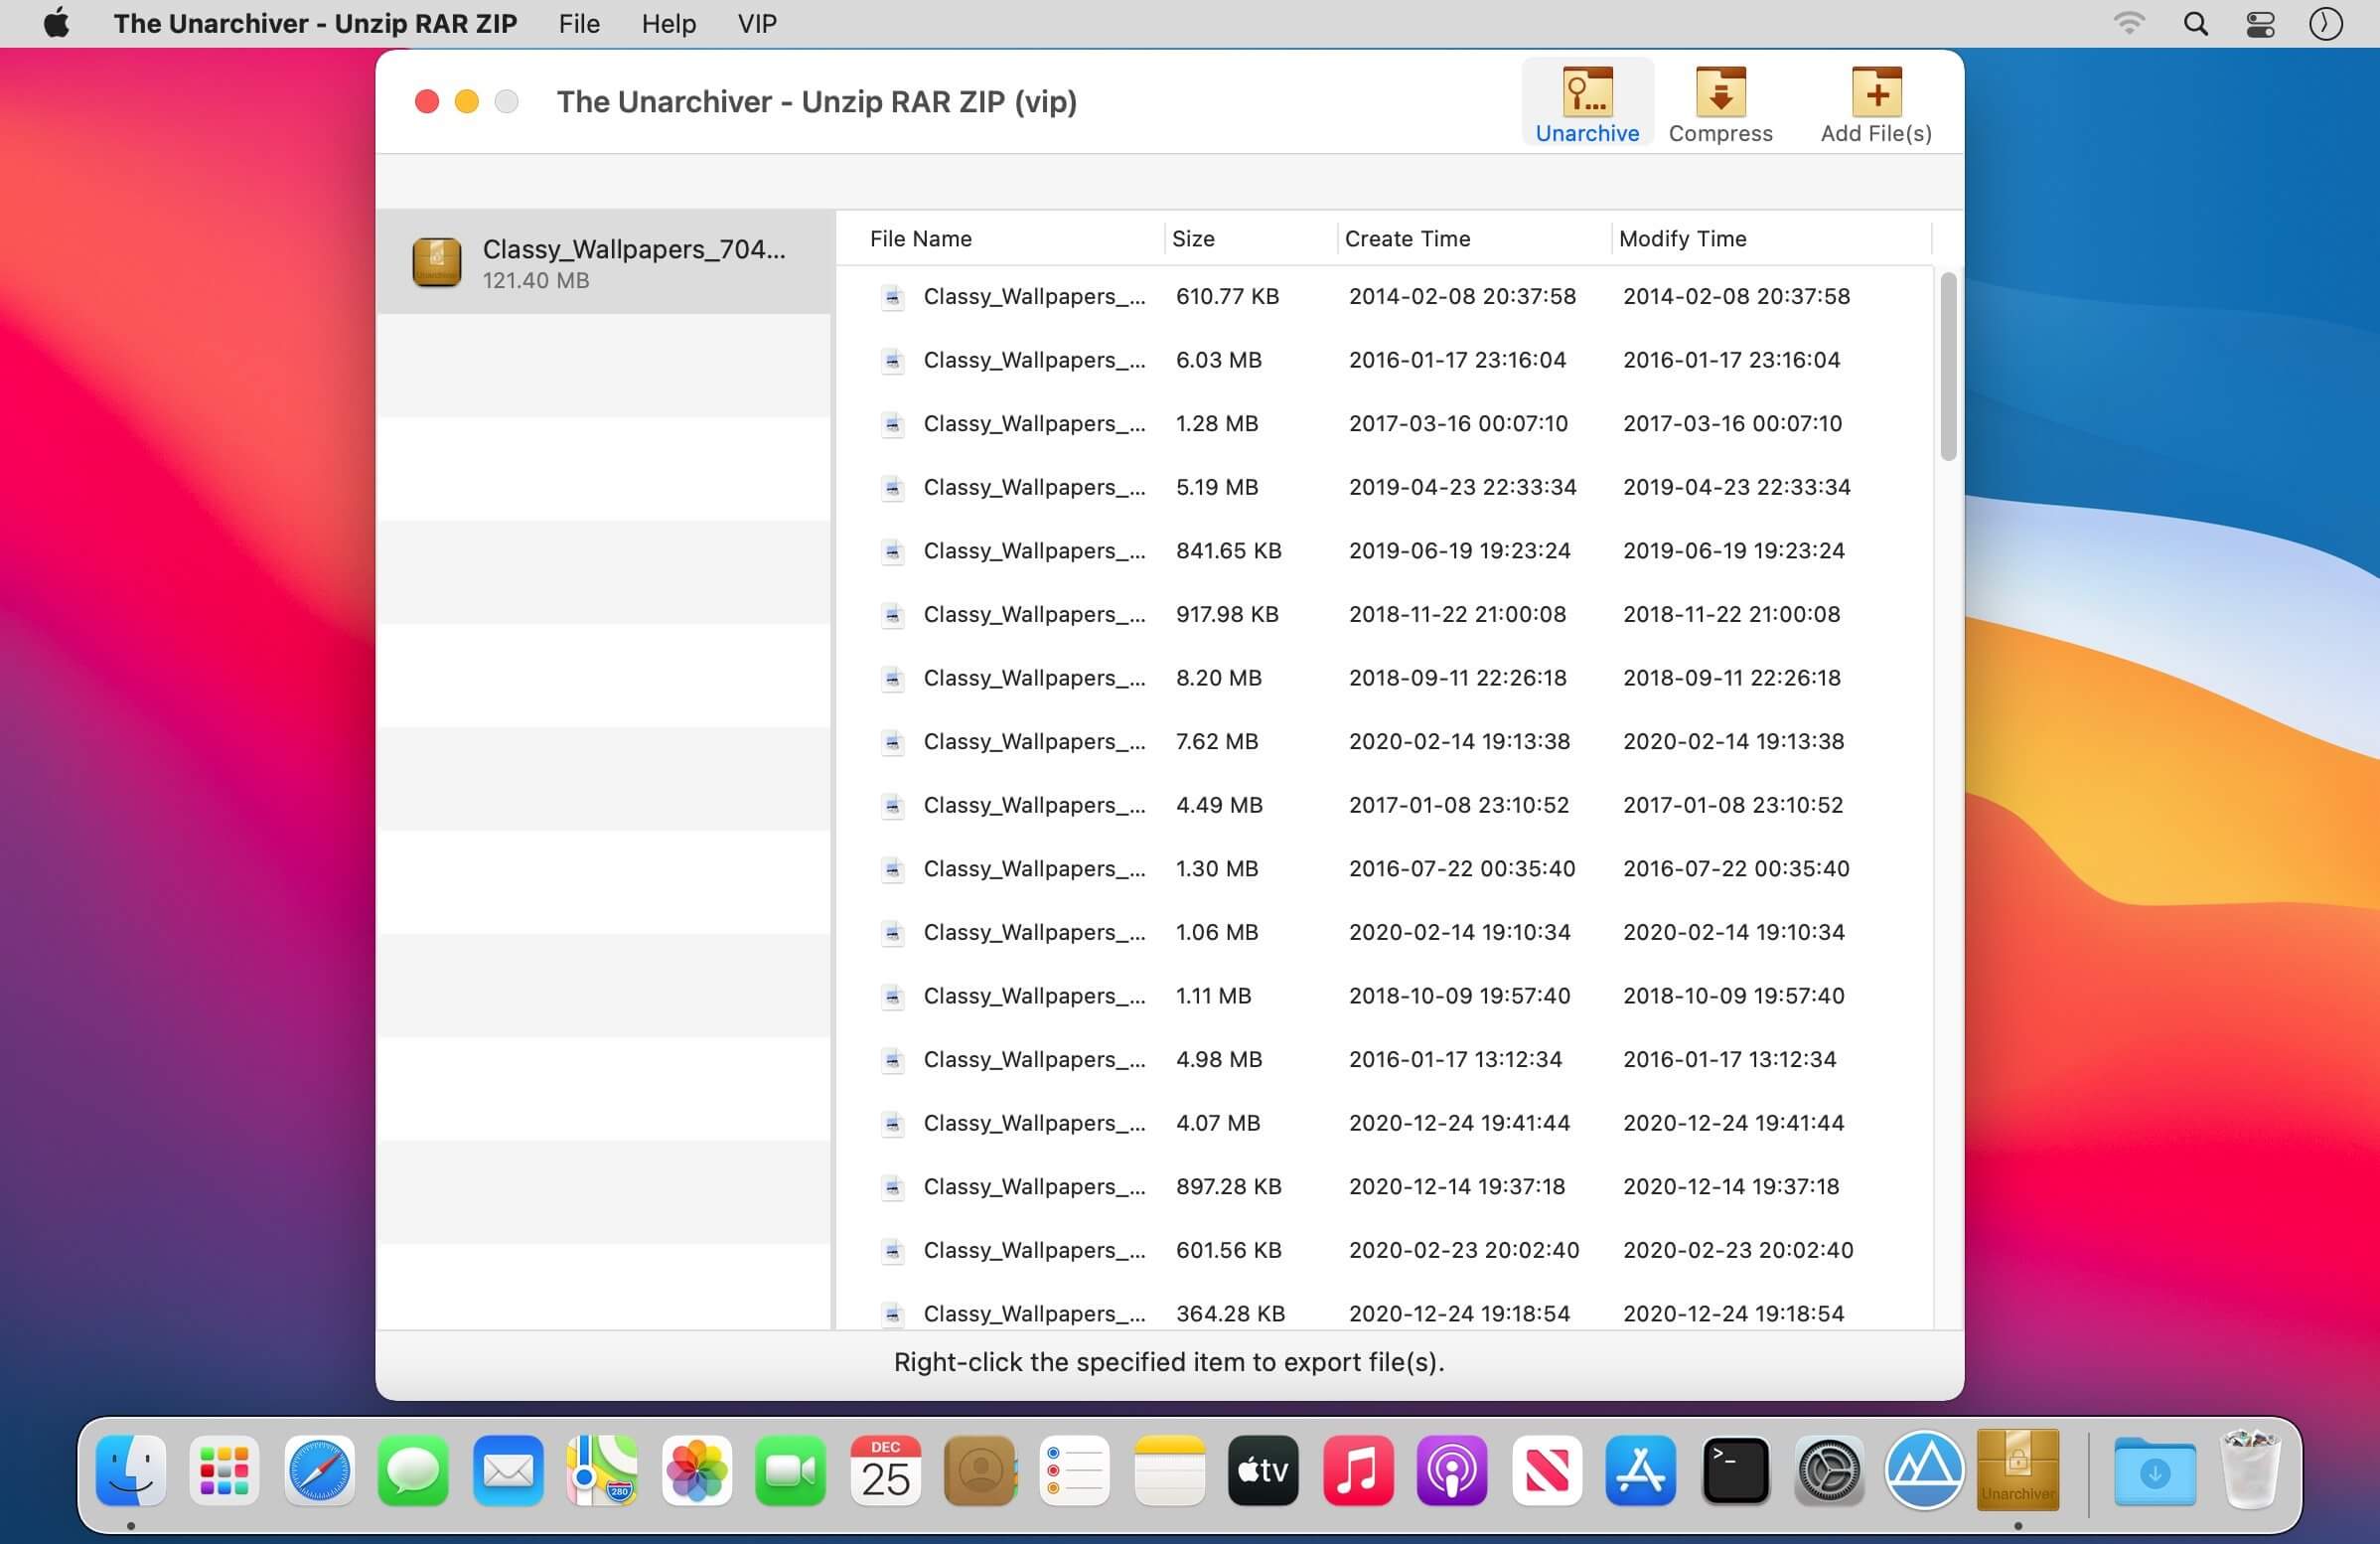 The Unarchiver - Unzip RAR ZIP File Help VIP
The Unarchiver - Unzip RAR ZIP (vip)
Unarchive Compress Add File(s)
Classy_Wallpapers_704...
121.40 MB
File Name Size Create Time Modify Time
Classy_Wallpapers_... 610.77 KB 2014-02-08 20:37:58 2014-02-08 20:37:58
Classy_Wallpapers_... 6.03 MB 2016-01-17 23:16:04 2016-01-17 23:16:04
Classy_Wallpapers_... 1.28 MB 2017-03-16 00:07:10 2017-03-16 00:07:10
Classy_Wallpapers_... 5.19 MB 2019-04-23 22:33:34 2019-04-23 22:33:34
Classy_Wallpapers_... 841.65 KB 2019-06-19 19:23:24 2019-06-19 19:23:24
Classy_Wallpapers_... 917.98 KB 2018-11-22 21:00:08 2018-11-22 21:00:08
Classy_Wallpapers_... 8.20 MB 2018-09-11 22:26:18 2018-09-11 22:26:18
Classy_Wallpapers_... 7.62 MB 2020-02-14 19:13:38 2020-02-14 19:13:38
Classy_Wallpapers_... 4.49 MB 2017-01-08 23:10:52 2017-01-08 23:10:52
Classy_Wallpapers_... 1.30 MB 2016-07-22 00:35:40 2016-07-22 00:35:40
Classy_Wallpapers_... 1.06 MB 2020-02-14 19:10:34 2020-02-14 19:10:34
Classy_Wallpapers_... 1.11 MB 2018-10-09 19:57:40 2018-10-09 19:57:40
Classy_Wallpapers_... 4.98 MB 2016-01-17 13:12:34 2016-01-17 13:12:34
Classy_Wallpapers_... 4.07 MB 2020-12-24 19:41:44 2020-12-24 19:41:44
Classy_Wallpapers_... 897.28 KB 2020-12-14 19:37:18 2020-12-14 19:37:18
Classy_Wallpapers_... 601.56 KB 2020-02-23 20:02:40 2020-02-23 20:02:40
Classy_Wallpapers_... 364.28 KB 2020-12-24 19:18:54 2020-12-24 19:18:54
Right-click the specified item to export file(s).
280
DEC
25
tv
>_
Unarchiver